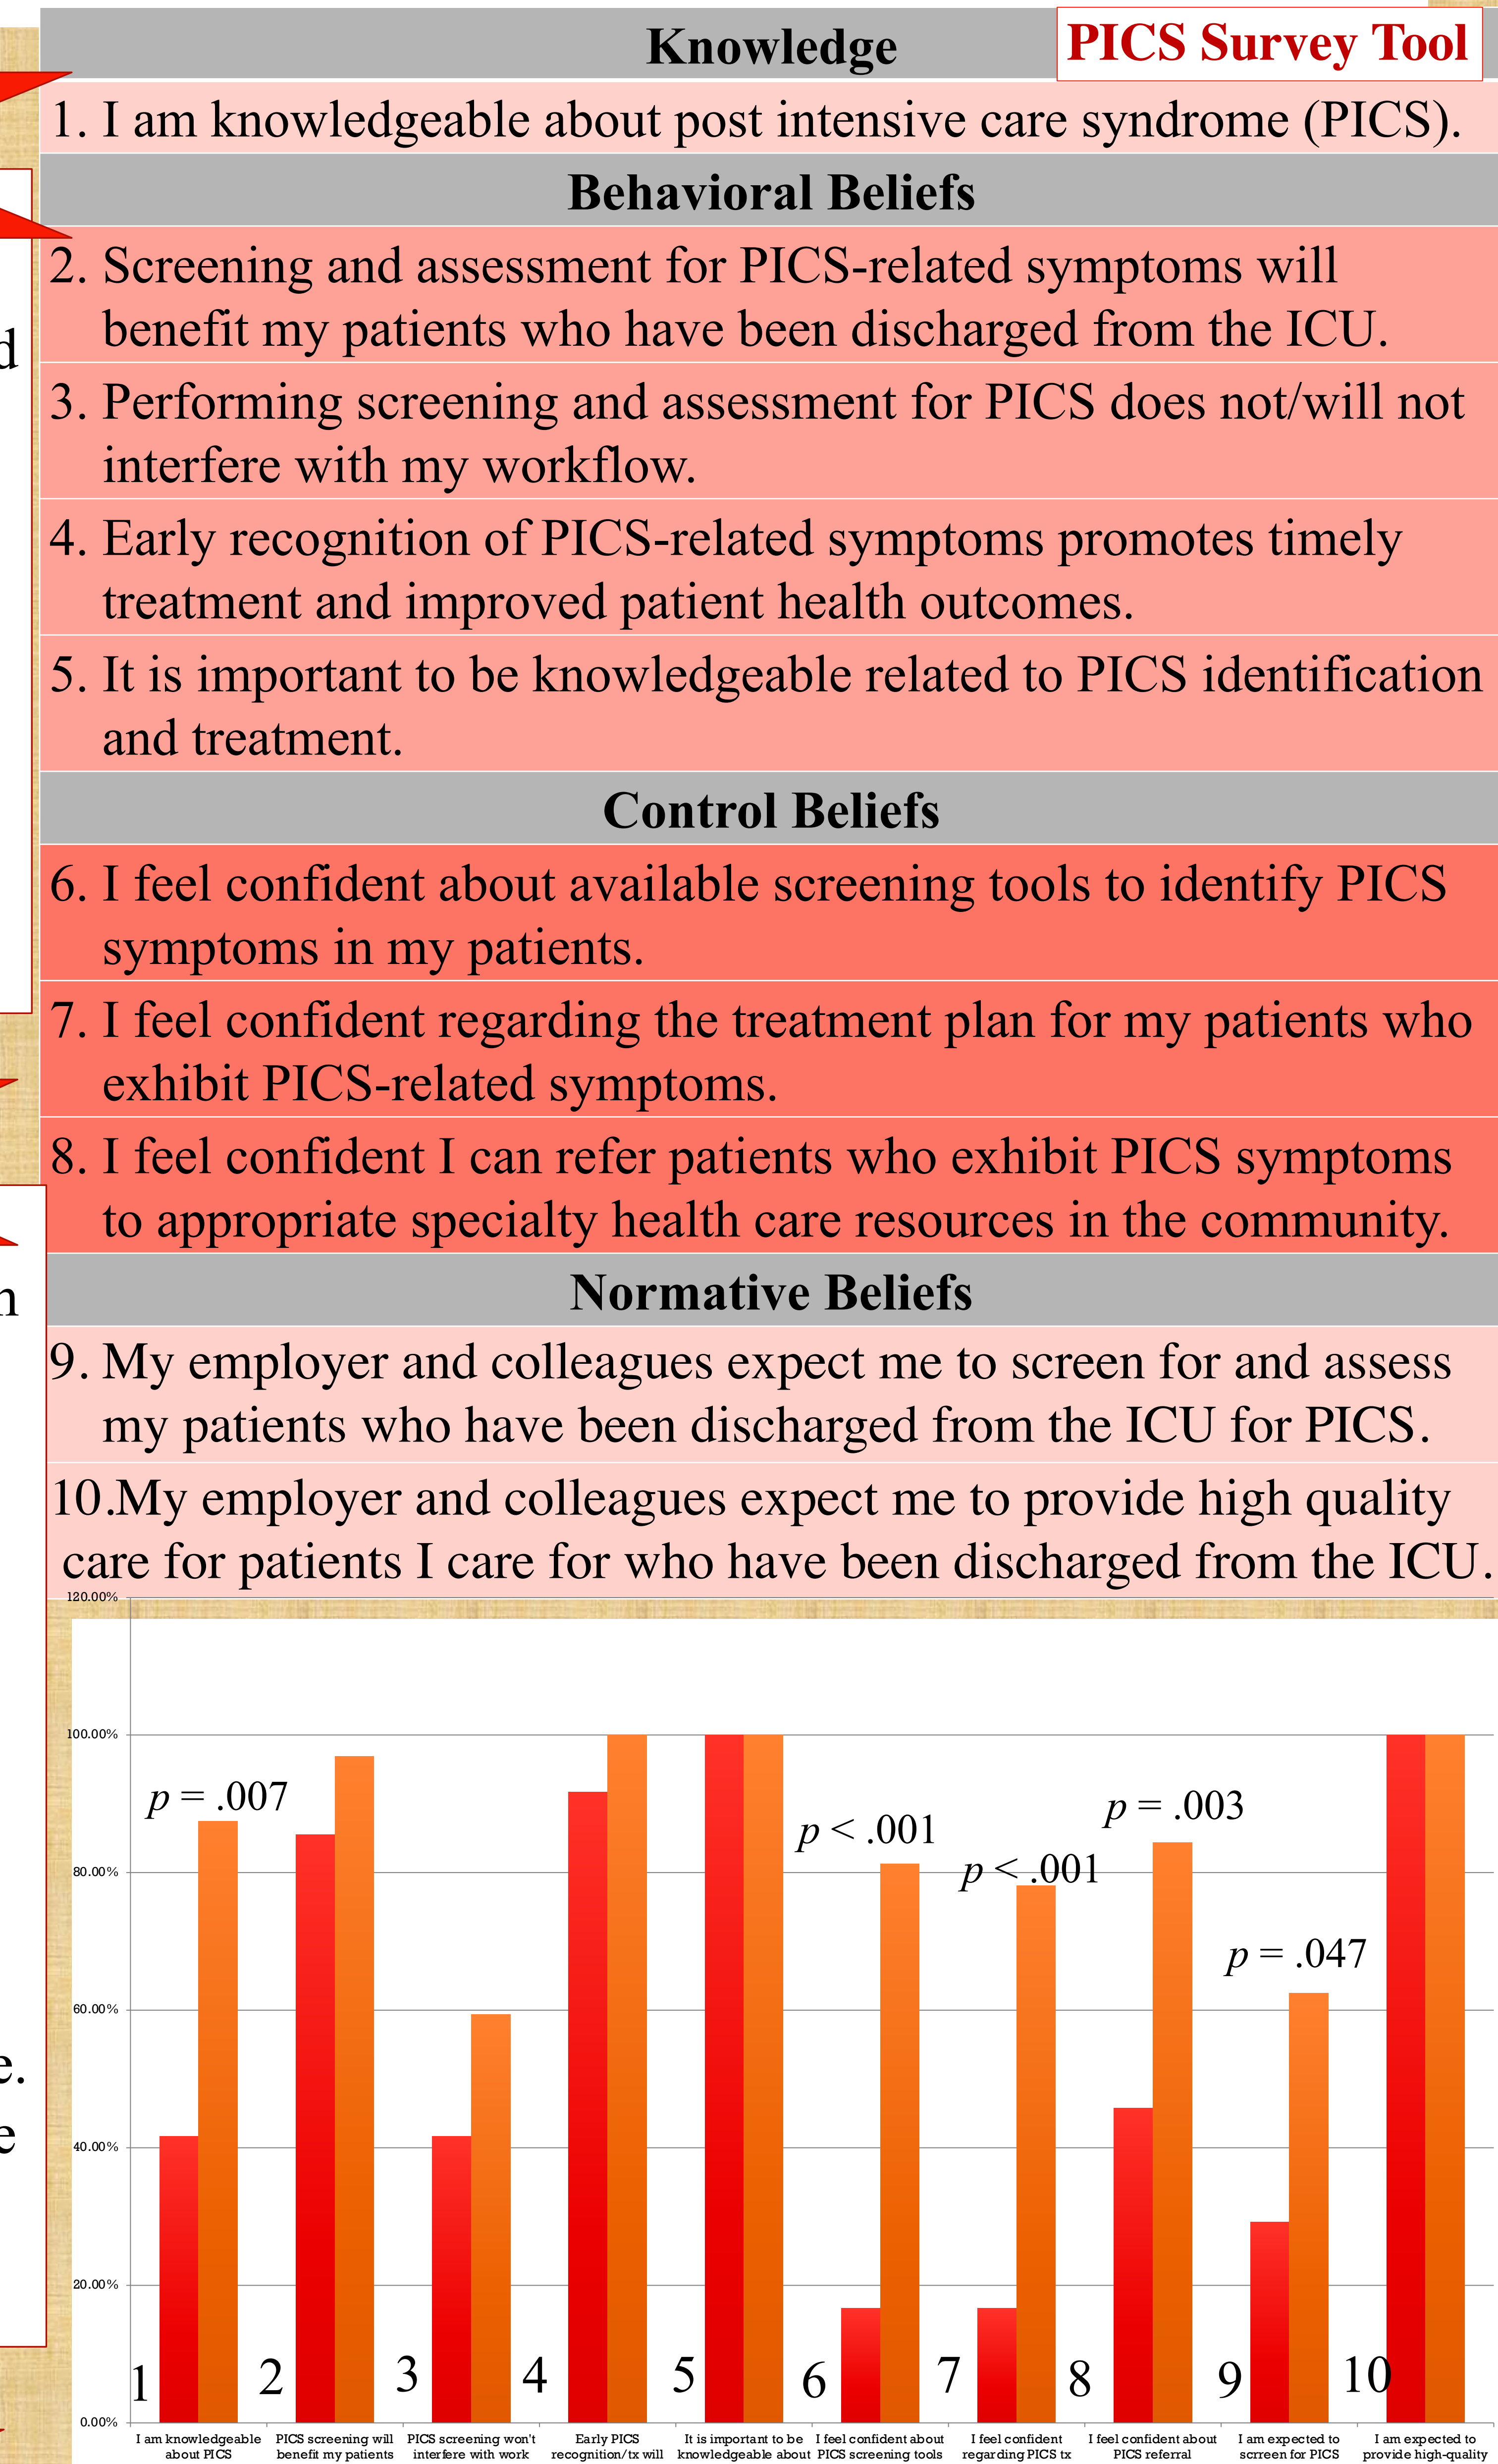 Knowledge
PICS Survey Tool
1. I am knowledgeable about post intensive care syndrome (PICS).
Behavioral Beliefs
2. Screening and assessment for PICS-related symptoms will
benefit my patients who have been discharged from the ICU.
3. Performing screening and assessment for PICS does not/will not
interfere with my workflow.
4. Early recognition of PICS-related symptoms promotes timely
treatment and improved patient health outcomes.
5. It is important to be knowledgeable related to PICS identification
and treatment.
Control Beliefs
6. I feel confident about available screening tools to identify PICS
symptoms in my patients.
7. I feel confident regarding the treatment plan for my patients who
exhibit PICS-related symptoms.
8. I feel confident I can refer patients who exhibit PICS symptoms
to appropriate specialty health care resources in the community.
Normative Beliefs
9. My employer and colleagues expect me to screen for and assess
my patients who have been discharged from the ICU for PICS.
10.My employer and colleagues expect me to provide high quality
care for patients I care for who have been discharged from the ICU.
120.00%
100.00%
80.00%
60.00%
40.00%
20.00%
0.00%
p = .007
p < .001
p < .001
p = .003
p = .047
1 2 3 4 5 6 7 8 9 10
I am knowledgeable
about PICS
PICS screening will
benefit my patients
PICS screening won't
interfere with work
Early PICS
recognition/tx will
It is important to be
knowledgeable about
I feel confident about
PICS screening tools
I feel confident
regarding PICS tx
I feel confident about
PICS referral
I am expected to
scrreen for PICS
I am expected to
provide high-quality